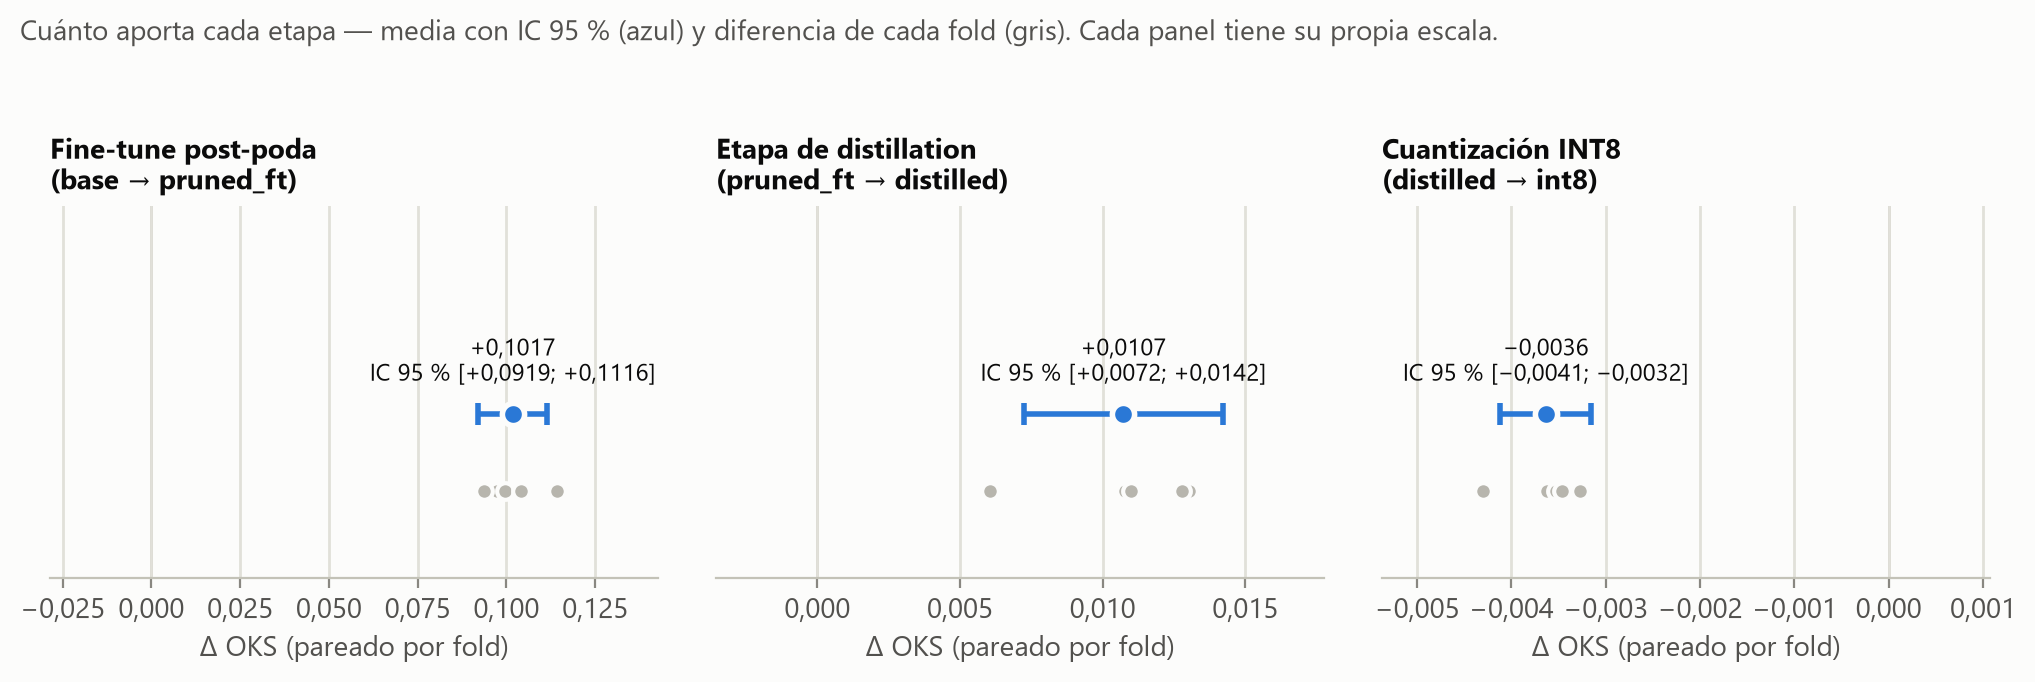 Cuánto aporta cada etapa — media con IC 95 % (azul) y diferencia de cada fold (gris). Cada panel tiene su propia escala.
Fine-tune post-poda
(base → pruned_ft)
+0,1017
IC 95 % [+0,0919; +0,1116]
−0,025 0,000 0,025 0,050 0,075 0,100 0,125
Δ OKS (pareado por fold)
Etapa de distillation
(pruned_ft → distilled)
+0,0107
IC 95 % [+0,0072; +0,0142]
0,000 0,005 0,010 0,015
Δ OKS (pareado por fold)
Cuantización INT8
(distilled → int8)
−0,0036
IC 95 % [−0,0041; −0,0032]
−0,005 −0,004 −0,003 −0,002 −0,001 0,000 0,001
Δ OKS (pareado por fold)